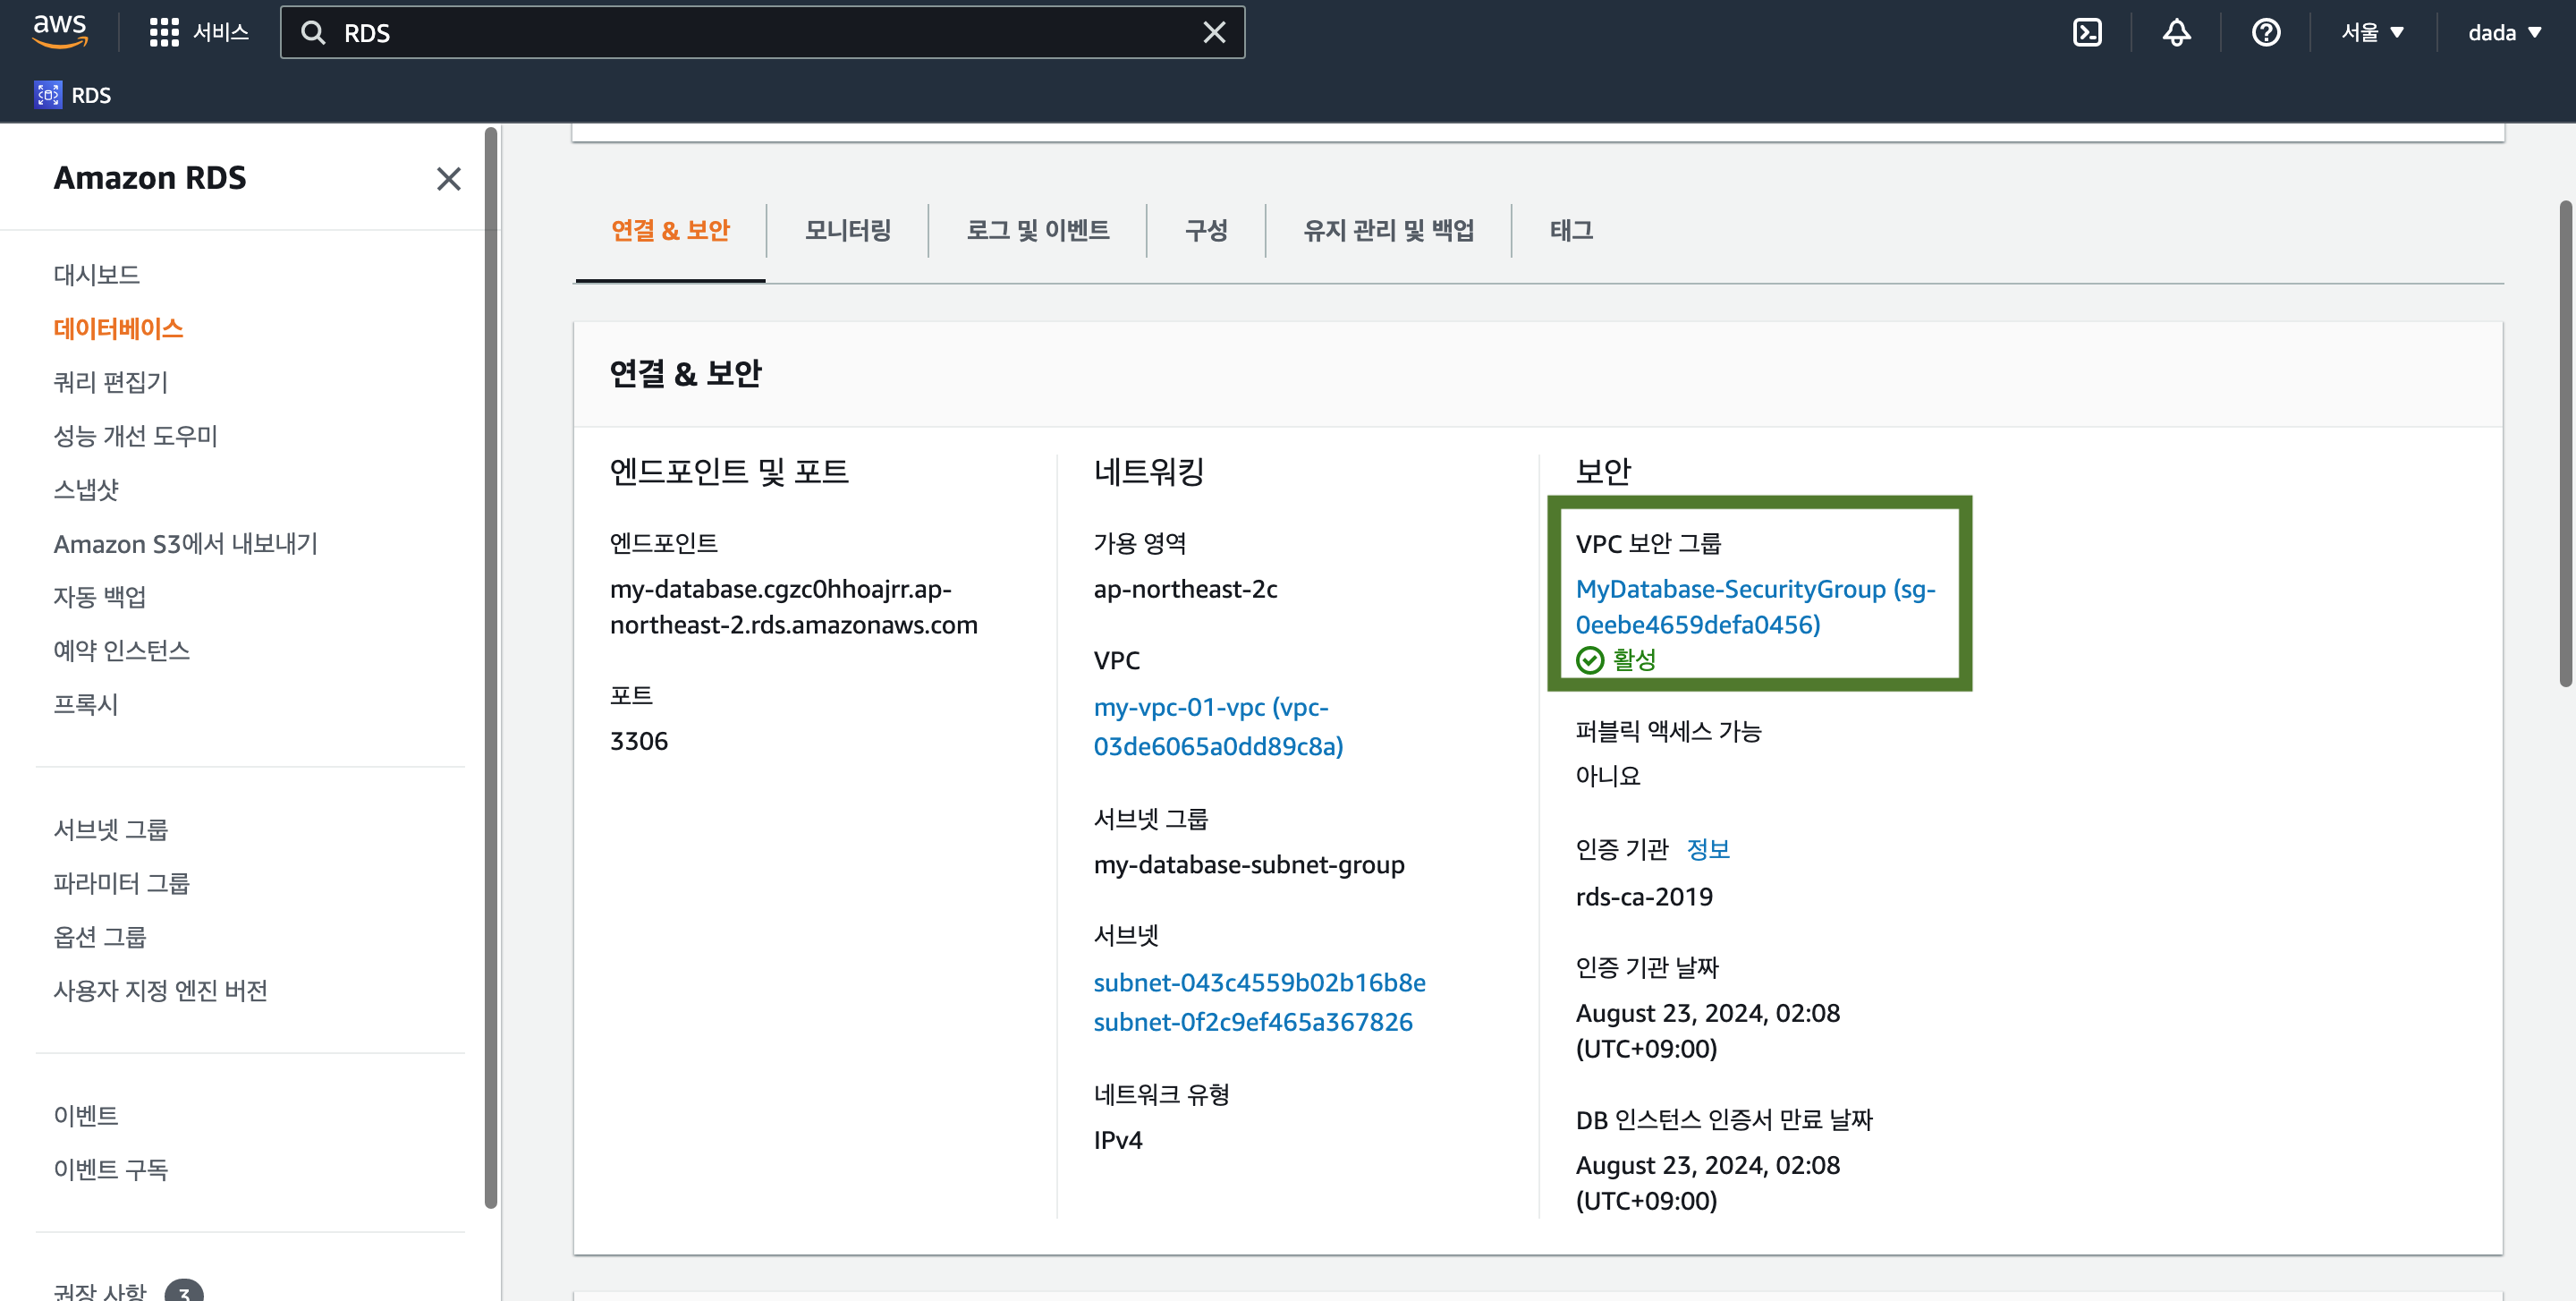 aws
서비스
RDS
서울 ▼
dada ▼
RDS
Amazon RDS
대시보드
데이터베이스
쿼리 편집기
성능 개선 도우미
스냅샷
Amazon S3에서 내보내기
자동 백업
예약 인스턴스
프록시
서브넷 그룹
파라미터 그룹
옵션 그룹
사용자 지정 엔진 버전
이벤트
이벤트 구독
권장 사항 3
연결 & 보안
모니터링
로그 및 이벤트
구성
유지 관리 및 백업
태그
연결 & 보안
엔드포인트 및 포트
엔드포인트
my-database.cgzc0hhoajrr.ap-
northeast-2.rds.amazonaws.com
포트
3306
네트워킹
가용 영역
ap-northeast-2c
VPC
my-vpc-01-vpc (vpc-
03de6065a0dd89c8a)
서브넷 그룹
my-database-subnet-group
서브넷
subnet-043c4559b02b16b8e
subnet-0f2c9ef465a367826
네트워크 유형
IPv4
보안
VPC 보안 그룹
MyDatabase-SecurityGroup (sg-
0eebe4659defa0456)
활성
퍼블릭 액세스 가능
아니요
인증 기관 정보
rds-ca-2019
인증 기관 날짜
August 23, 2024, 02:08
(UTC+09:00)
DB 인스턴스 인증서 만료 날짜
August 23, 2024, 02:08
(UTC+09:00)